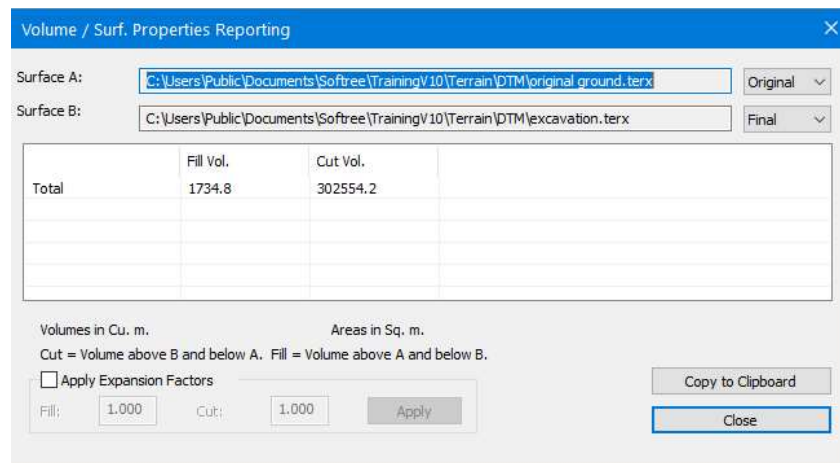 Volume / Surf. Properties Reporting
Surface A: C:\Users\Public\Documents\Softree\TrainingV10\Terrain\DTM\original ground.terx Original
Surface B: C:\Users\Public\Documents\Softree\TrainingV10\Terrain\DTM\excavation.terx Final
Fill Vol. Cut Vol.
Total 1734.8 302554.2
Volumes in Cu. m. Areas in Sq. m.
Cut = Volume above B and below A. Fill = Volume above A and below B.
Apply Expansion Factors
Copy to Clipboard
Fill: 1.000 Cut: 1.000 Apply
Close